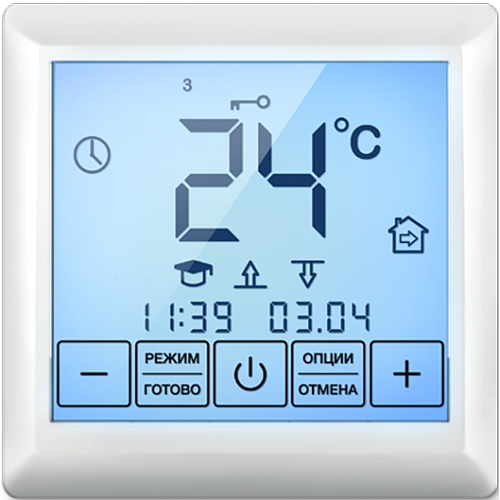 3
24°C
11:39 03.04
− РЕЖИМ ОПЦИИ +
ГОТОВО ОТМЕНА